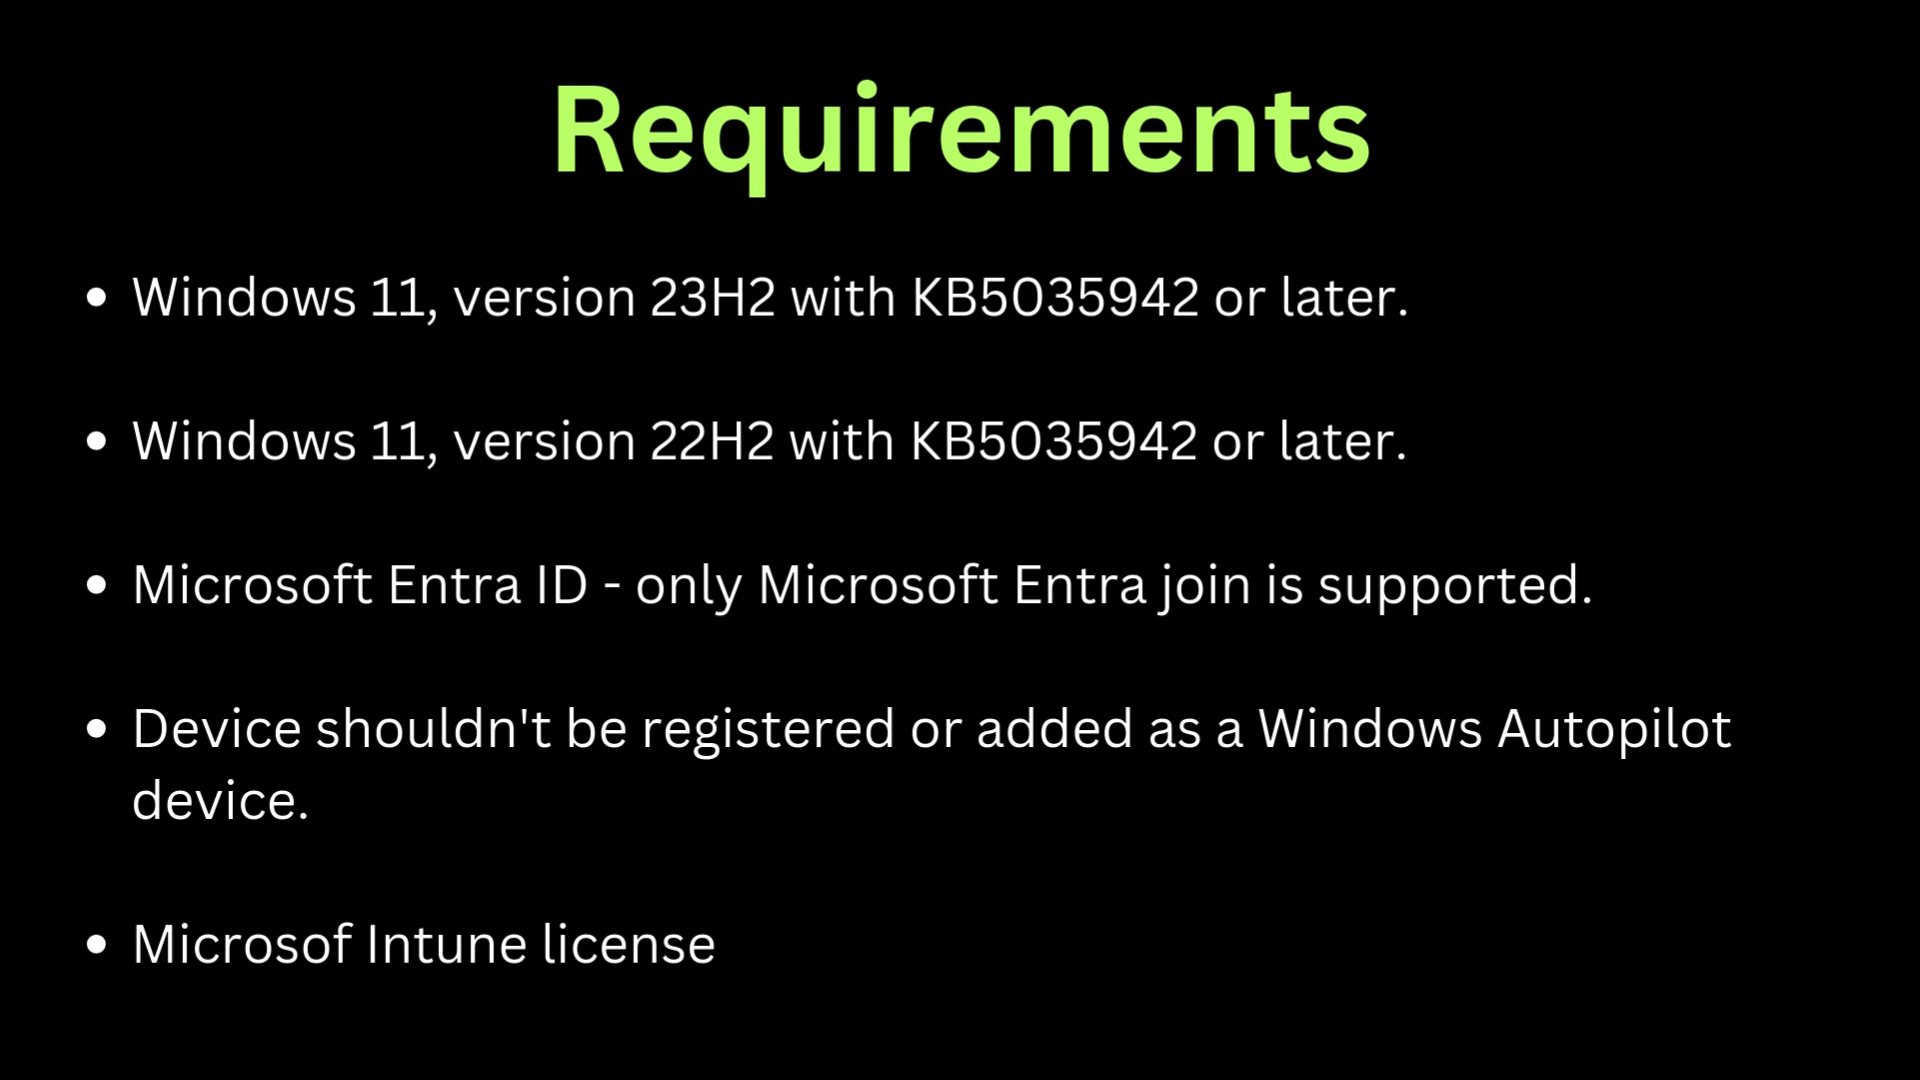 Requirements
• Windows 11, version 23H2 with KB5035942 or later.
• Windows 11, version 22H2 with KB5035942 or later.
• Microsoft Entra ID - only Microsoft Entra join is supported.
• Device shouldn't be registered or added as a Windows Autopilot
device.
• Microsof Intune license